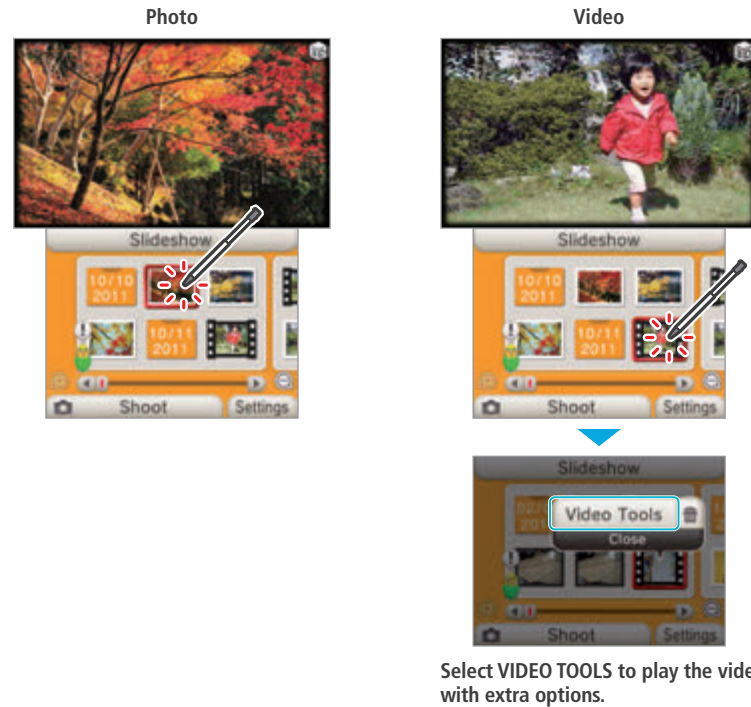 Photo
Slideshow
10/10
2011
10/11
2011
Shoot
Settings
Video
Slideshow
10/10
2011
10/11
2011
Shoot
Settings
Slideshow
Video Tools
Close
Shoot
Settings
Select VIDEO TOOLS to play the vide
with extra options.